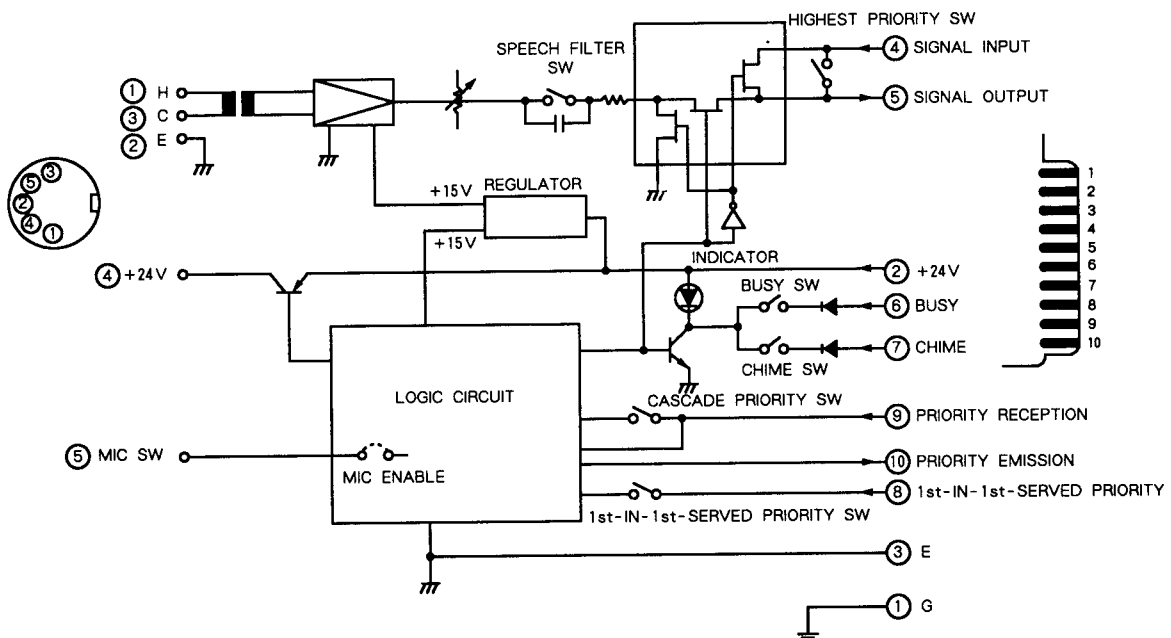 HIGHEST PRIORITY SW
SPEECH FILTER
SW
④ SIGNAL INPUT
① H
③ C
② E
⑤ SIGNAL OUTPUT
③
⑤
②
④
①
1
2
3
4
5
6
7
8
9
10
+15V
REGULATOR
+15V
④ +24V
INDICATOR
② +24V
BUSY SW
⑥ BUSY
⑦ CHIME
CHIME SW
LOGIC CIRCUIT
CASCADE PRIORITY SW
⑨ PRIORITY RECEPTION
⑤ MIC SW
MIC ENABLE
⑩ PRIORITY EMISSION
⑧ 1st-IN-1st-SERVED PRIORITY
1st-IN-1st-SERVED PRIORITY SW
③ E
① G